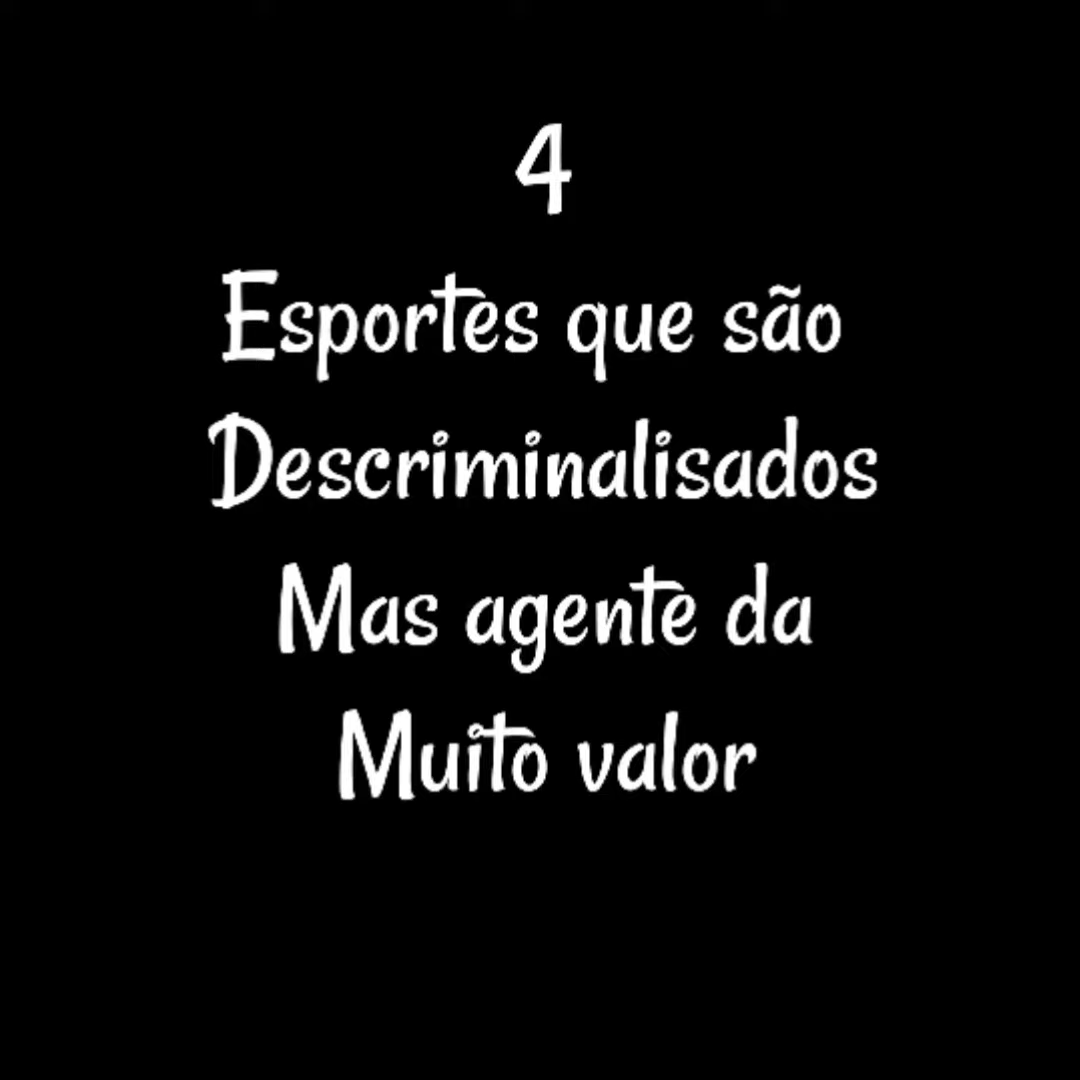 4
Esportes que são
Descriminalisados
Mas agente da
Muito valor